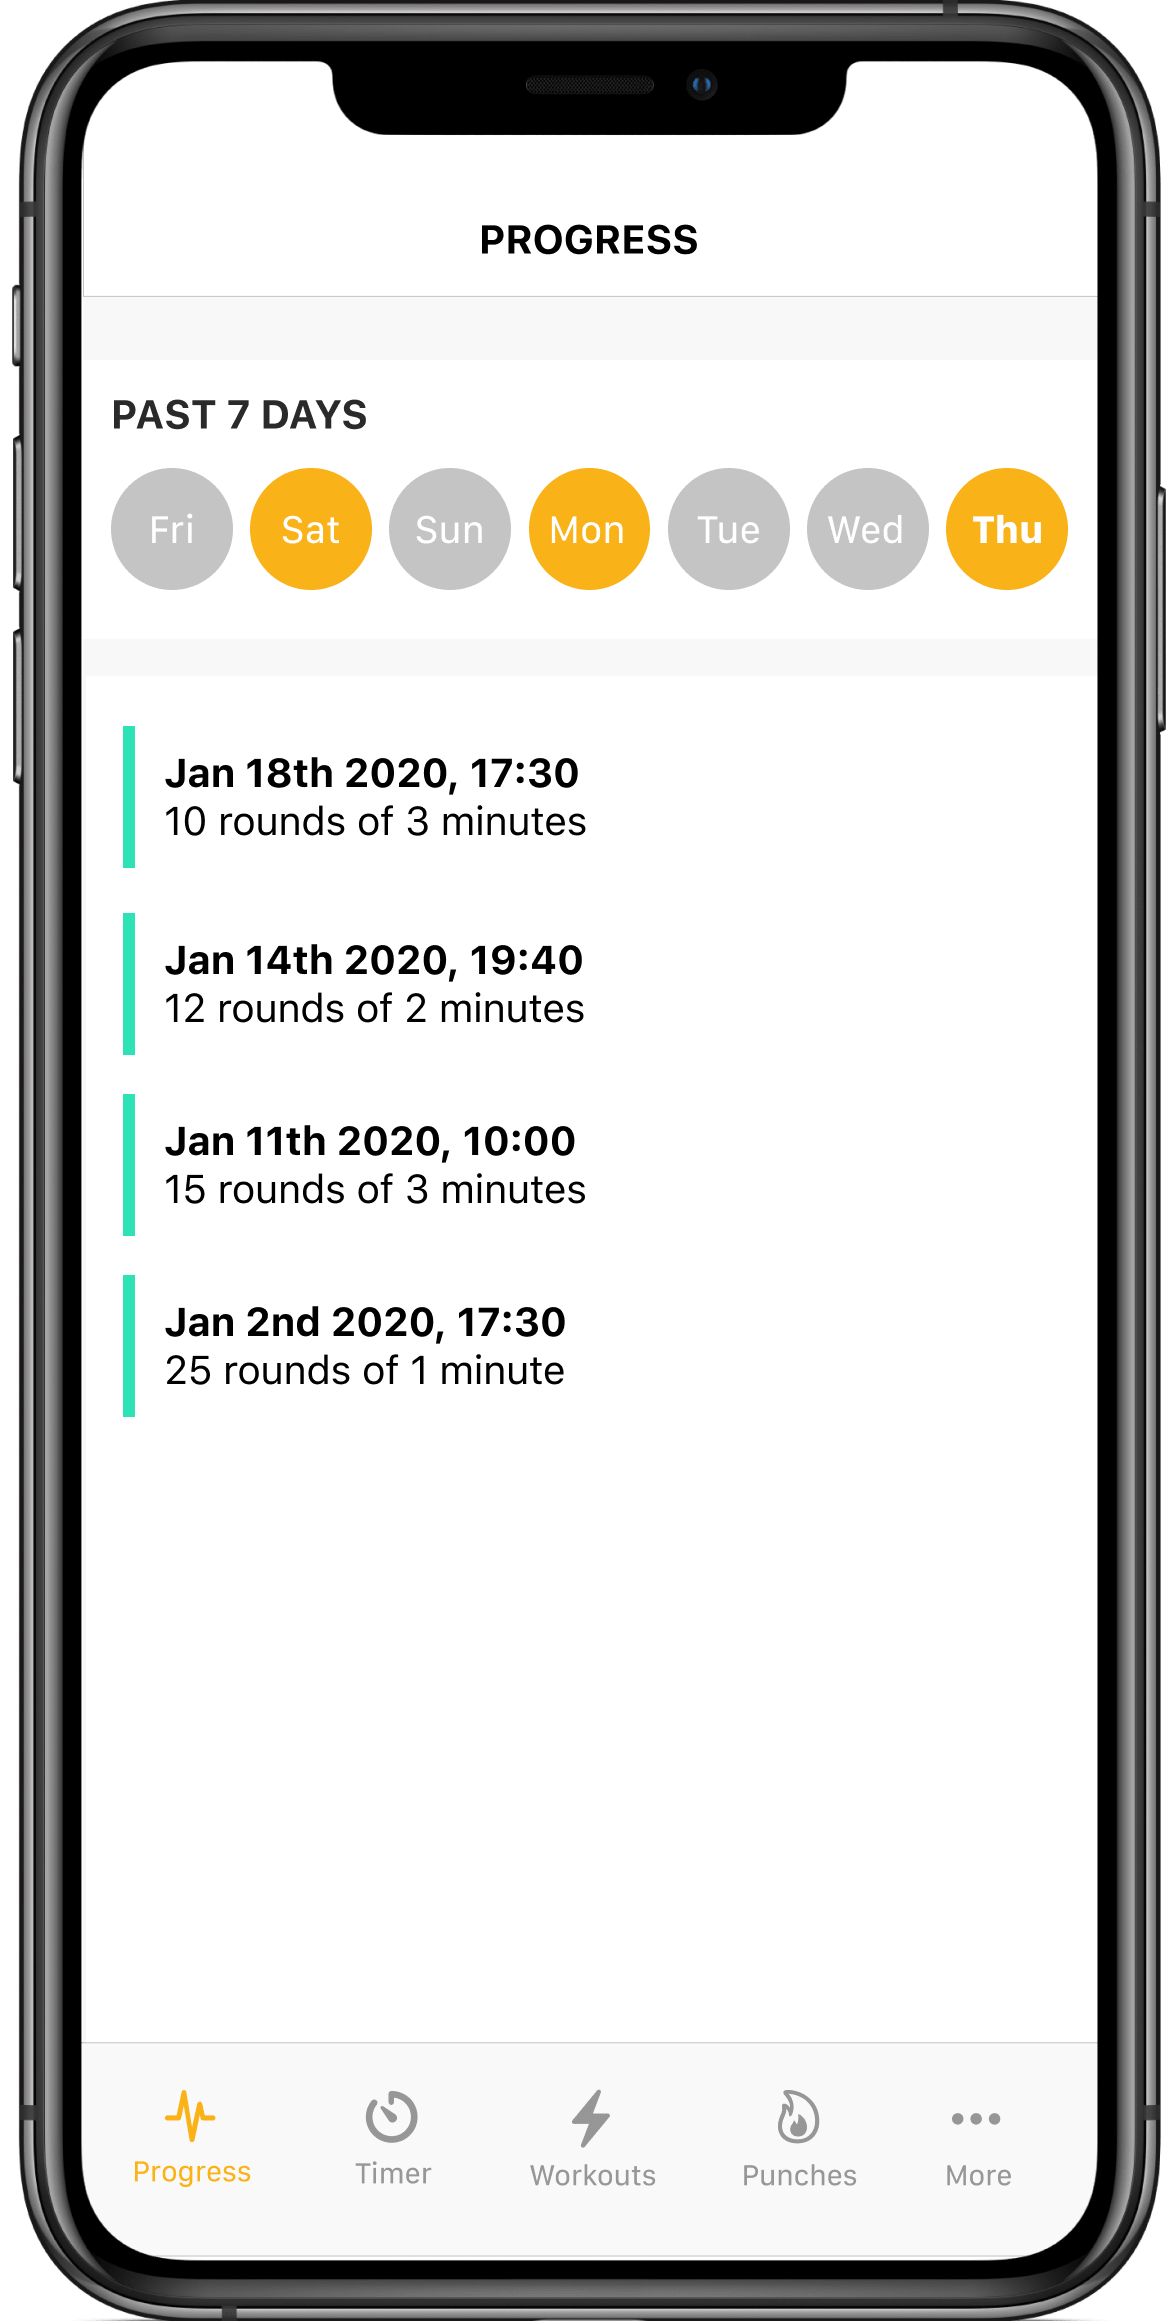 PROGRESS
PAST 7 DAYS
Fri Sat Sun Mon Tue Wed Thu
Jan 18th 2020, 17:30
10 rounds of 3 minutes
Jan 14th 2020, 19:40
12 rounds of 2 minutes
Jan 11th 2020, 10:00
15 rounds of 3 minutes
Jan 2nd 2020, 17:30
25 rounds of 1 minute
Progress Timer Workouts Punches More